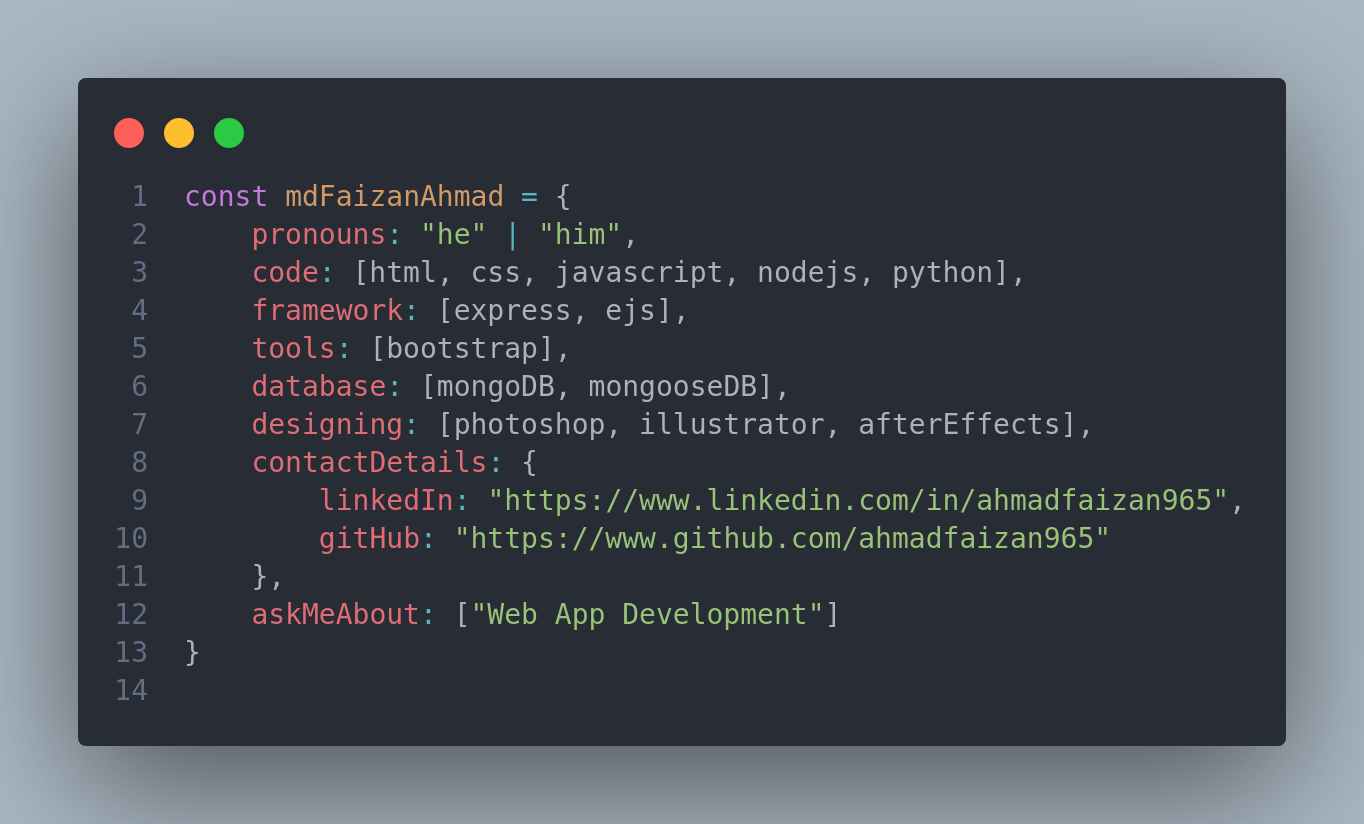 1 const mdFaizanAhmad = {
2     pronouns: "he" | "him",
3     code: [html, css, javascript, nodejs, python],
4     framework: [express, ejs],
5     tools: [bootstrap],
6     database: [mongoDB, mongooseDB],
7     designing: [photoshop, illustrator, afterEffects],
8     contactDetails: {
9         linkedIn: "https://www.linkedin.com/in/ahmadfaizan965",
10         gitHub: "https://www.github.com/ahmadfaizan965"
11     },
12     askMeAbout: ["Web App Development"]
13 }
14